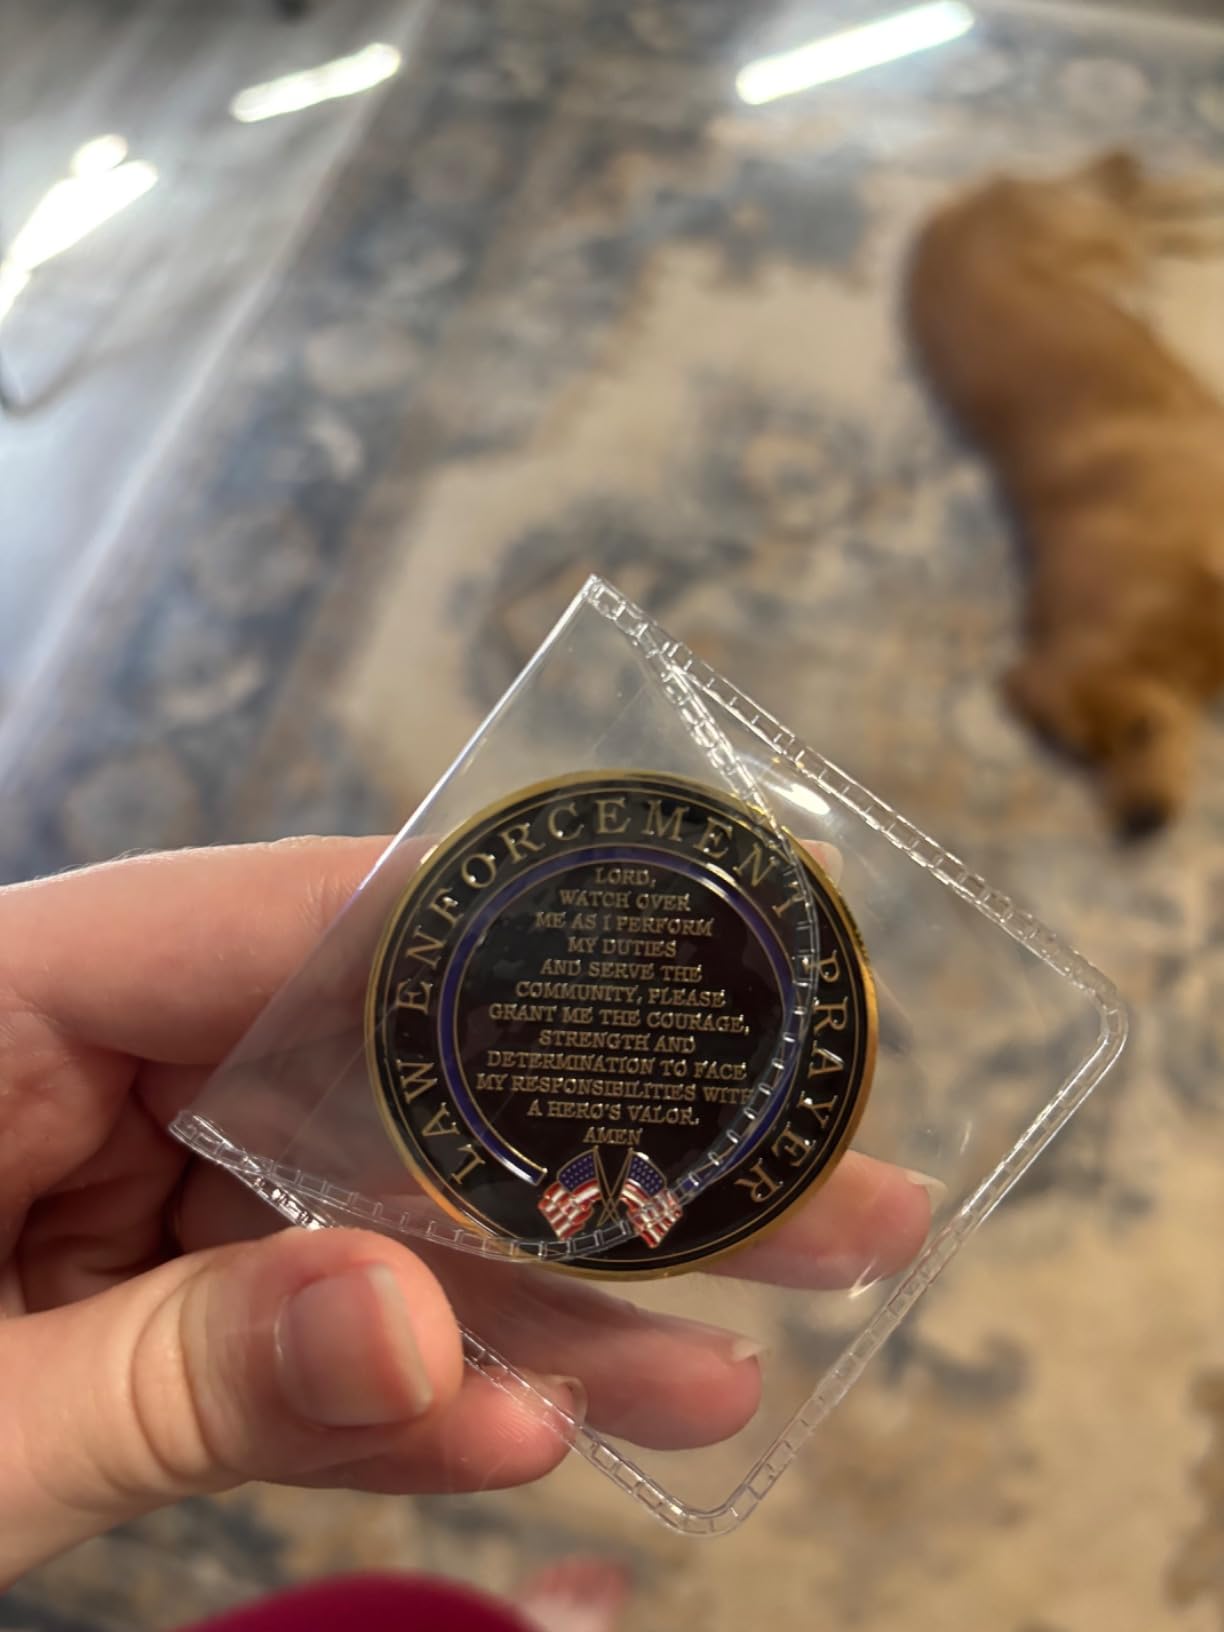 LAW ENFORCEMENT PRAYER
LORD,
WATCH OVER
ME AS I PERFORM
MY DUTIES
AND SERVE THE
COMMUNITY, PLEASE
GRANT ME THE COURAGE,
STRENGTH AND
DETERMINATION TO FACE
MY RESPONSIBILITIES WITH
A HERO'S VALOR.
AMEN